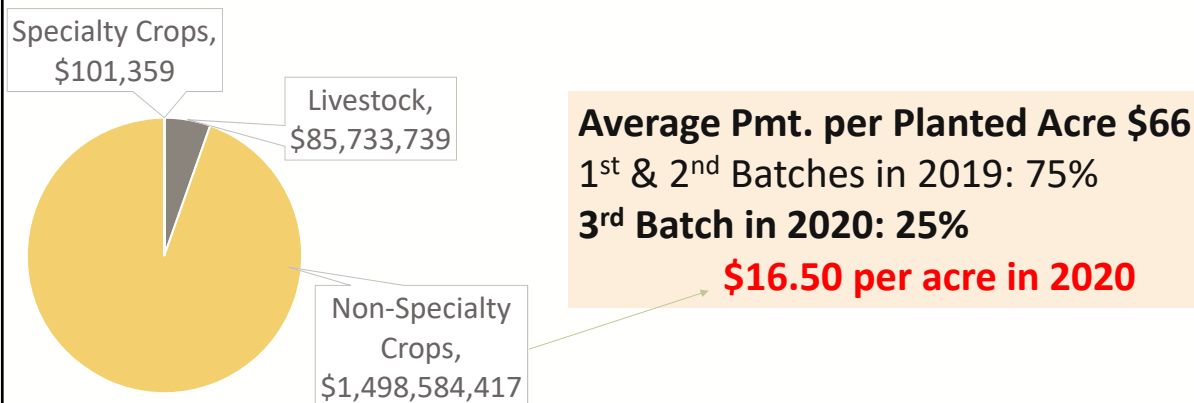 Specialty Crops,
$101,359
Livestock,
$85,733,739
Non-Specialty
Crops,
$1,498,584,417
Average Pmt. per Planted Acre $66
1st & 2nd Batches in 2019: 75%
3rd Batch in 2020: 25%
$16.50 per acre in 2020